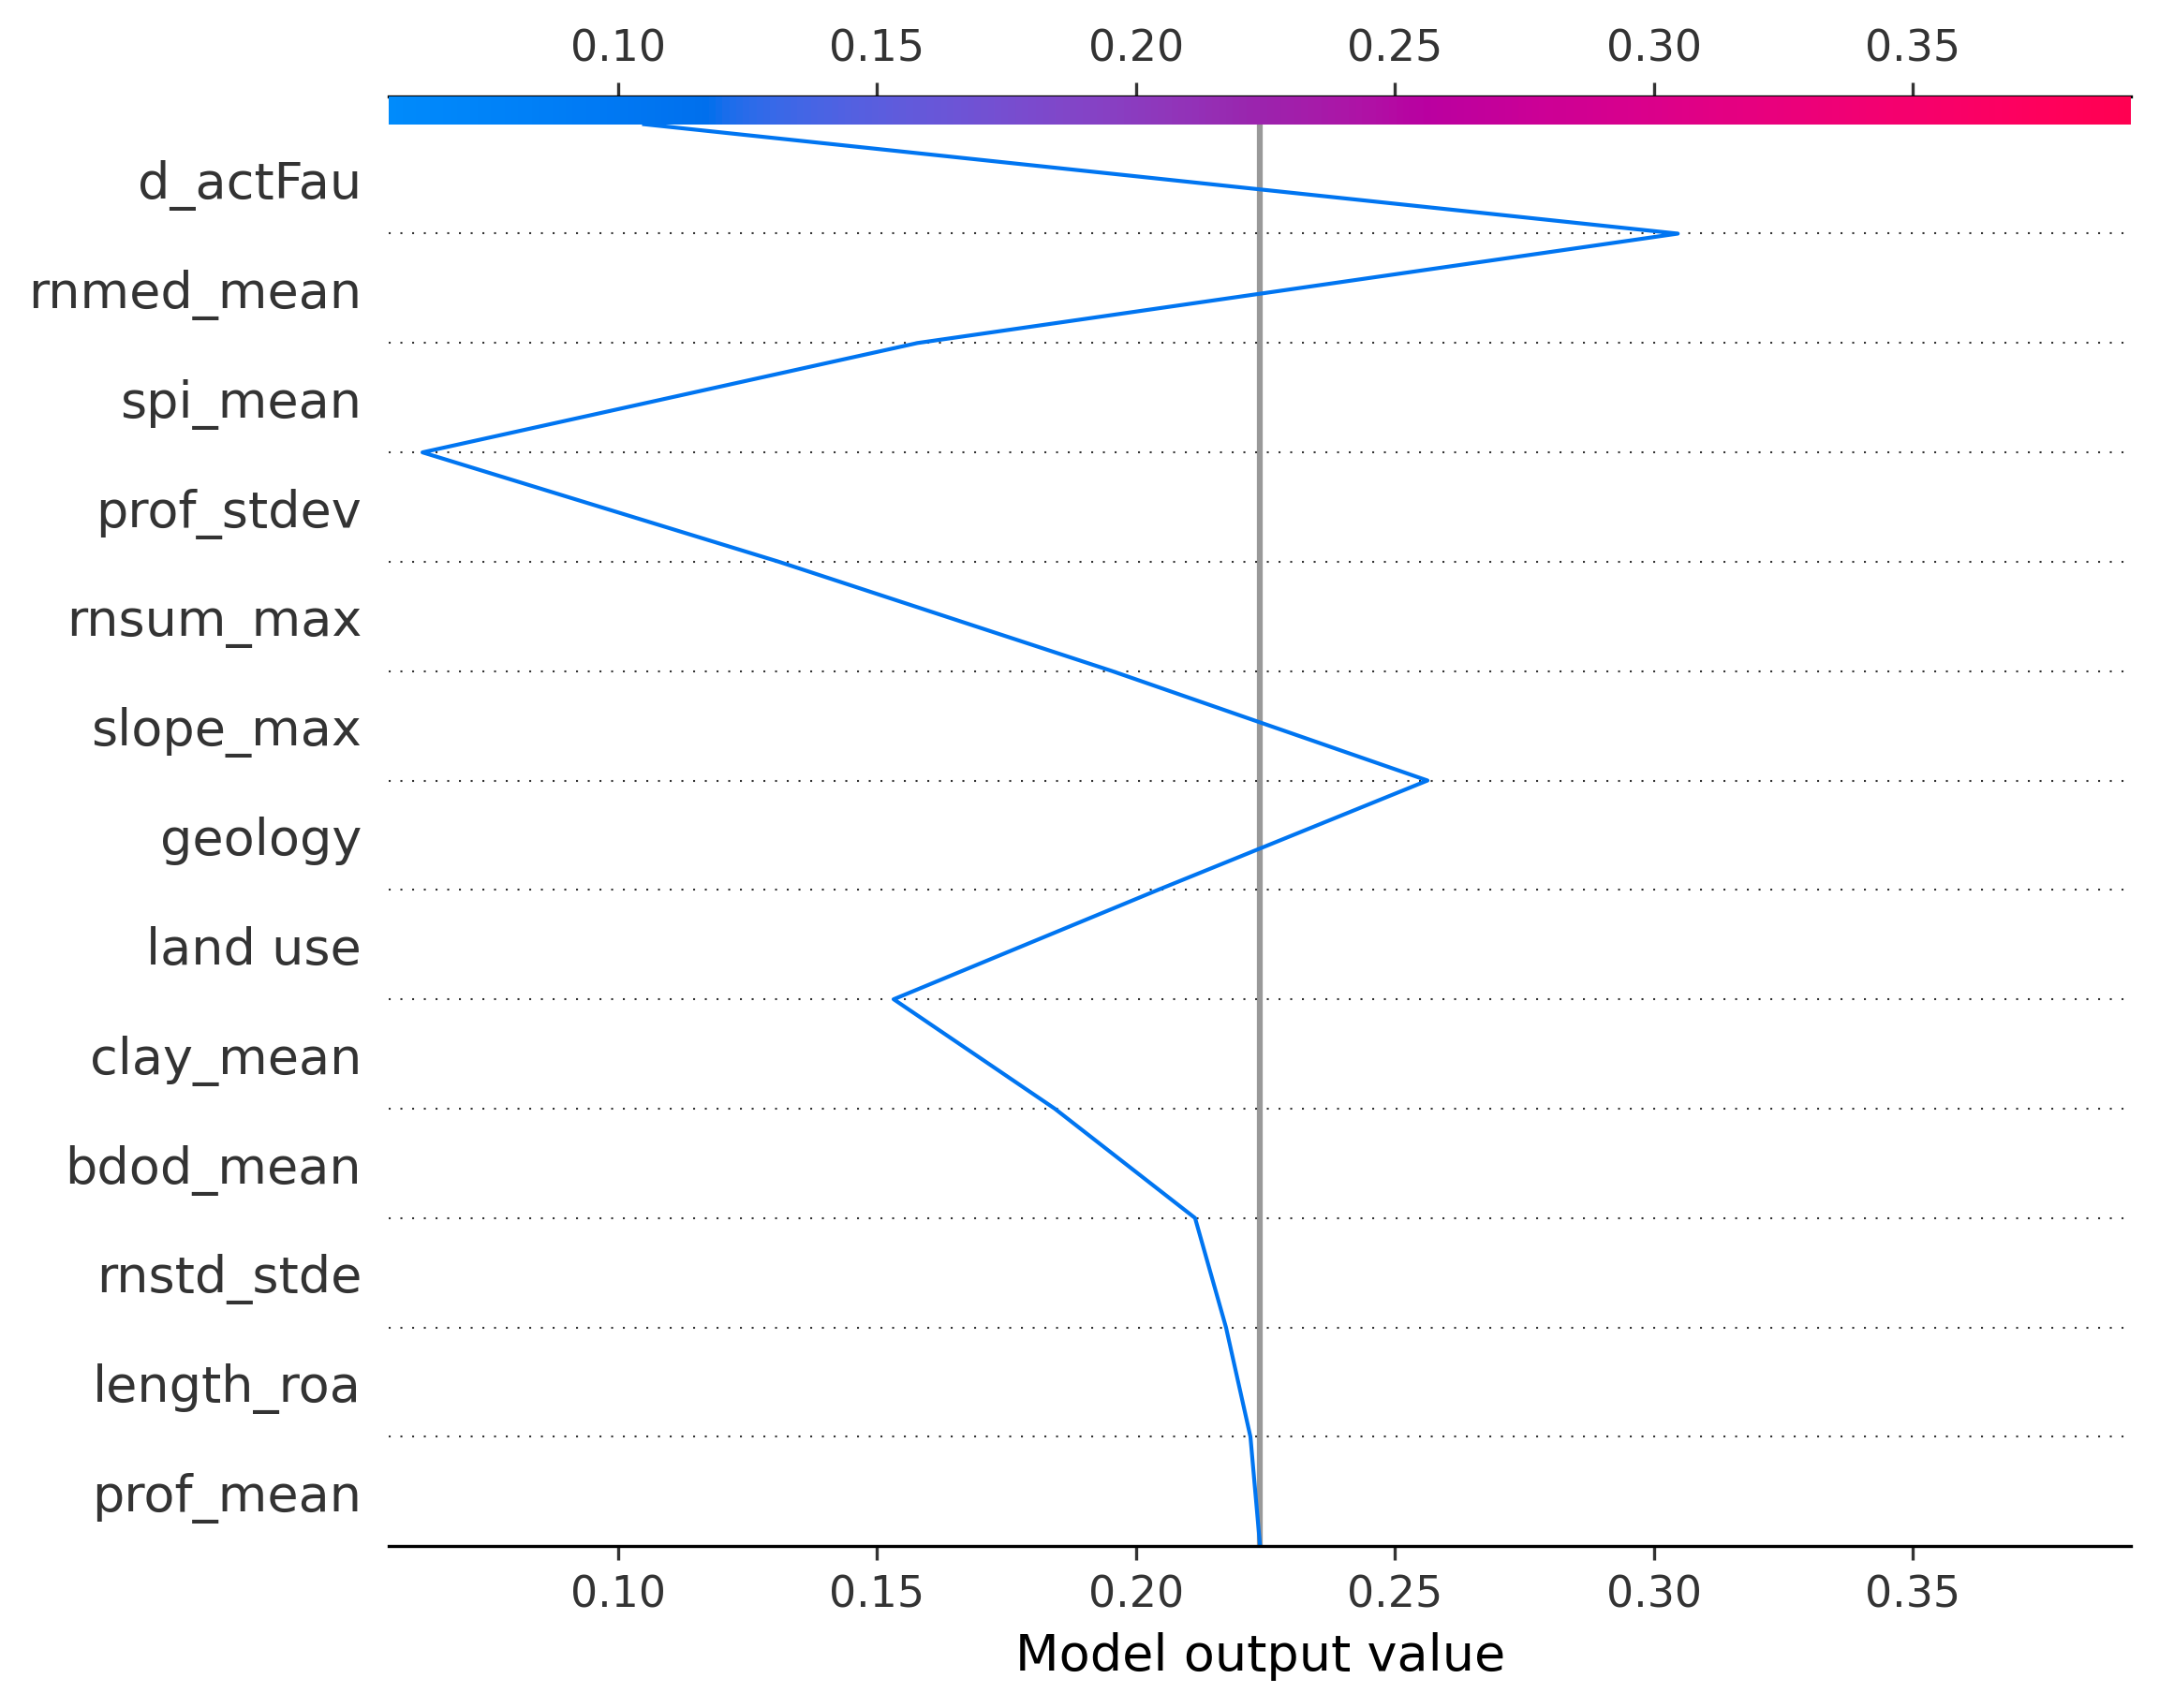 0.10 0.15 0.20 0.25 0.30 0.35
d_actFau
rnmed_mean
spi_mean
prof_stdev
rnsum_max
slope_max
geology
land use
clay_mean
bdod_mean
rnstd_stde
length_roa
prof_mean
0.10 0.15 0.20 0.25 0.30 0.35
Model output value